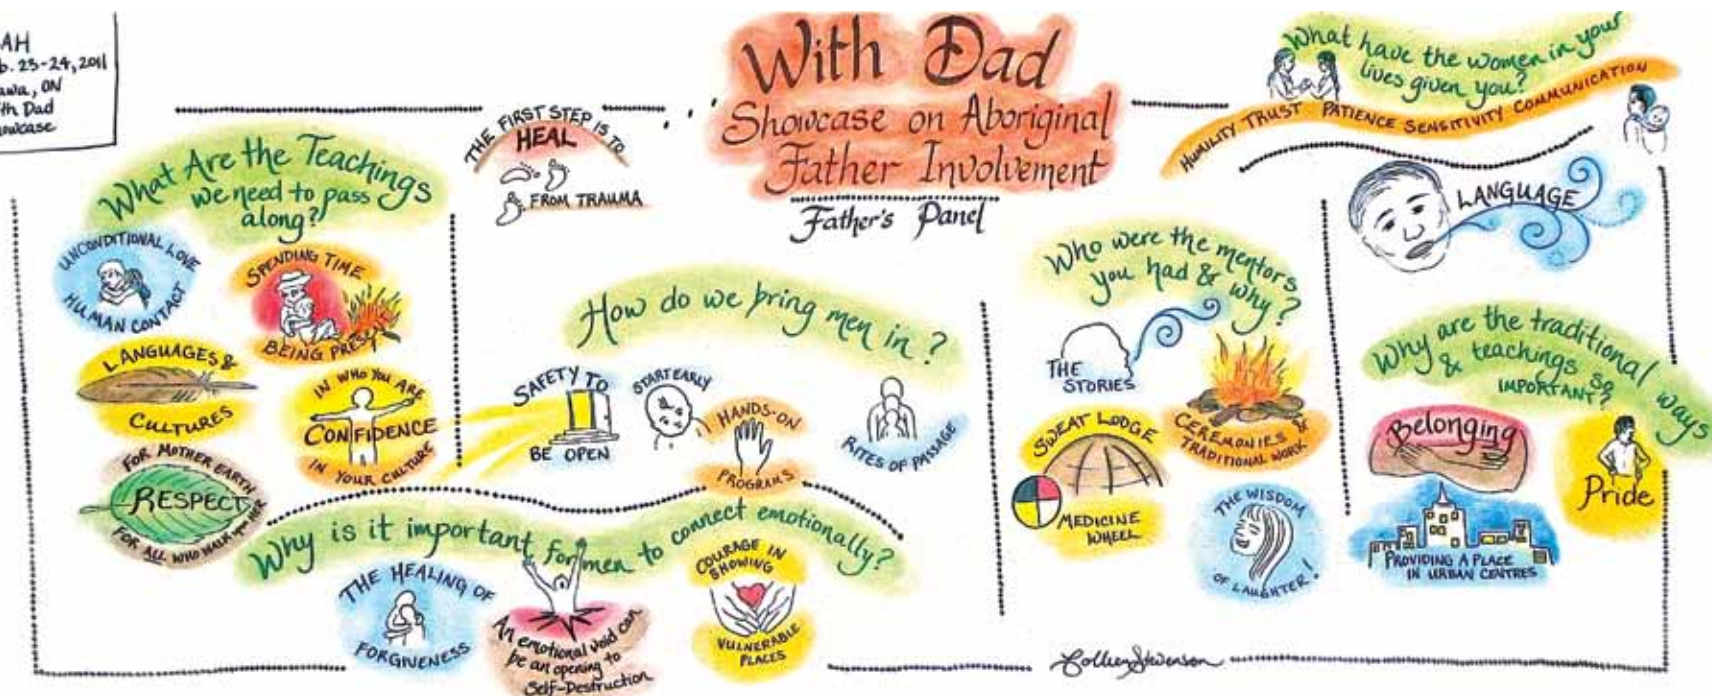 AH
b. 23-24, 2011
awa, ON
th Dad
howcase
With Dad
Showcase on Aboriginal
Father Involvement
Father's Panel
THE FIRST STEP IS TO
HEAL
FROM TRAUMA
What Are the Teachings
we need to pass
along?
UNCONDITIONAL LOVE
HUMAN CONTACT
SPENDING TIME
BEING PRESENT
LANGUAGES &
CULTURES
IN WHO YOU ARE
CONFIDENCE
IN YOUR CULTURE
FOR MOTHER EARTH
RESPECT
FOR ALL WHO WALK HER
How do we bring men in?
SAFETY TO
BE OPEN
START EARLY
HANDS-ON
PROGRAMS
RITES OF PASSAGE
Why is it important for men to connect emotionally?
THE HEALING OF
FORGIVENESS
An emotional void can
be an opening to
Self-Destruction
COURAGE IN
SHOWING
VULNERABLE
PLACES
Who were the mentors
you had & why?
THE
STORIES
CEREMONIES &
TRADITIONAL WORK
SWEAT LODGE
MEDICINE
WHEEL
THE WISDOM
OF LAUGHTER!
What have the women in your
lives given you?
HUMILITY TRUST PATIENCE SENSITIVITY COMMUNICATION
LANGUAGE
Why are the traditional ways
& teachings so
IMPORTANT?
Belonging
Pride
PROVIDING A PLACE
IN URBAN CENTRES
Colleen Stevenson